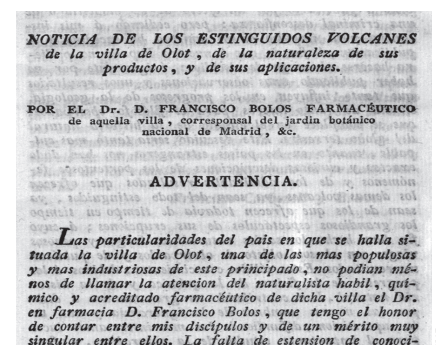 NOTICIA DE LOS ESTINGUIDOS VOLCANES
de la villa de Olot, de la naturaleza de sus
productos, y de sus aplicaciones.
POR EL Dr. D. FRANCISCO BOLOS FARMACÉUTICO
de aquella villa, corresponsal del jardin botánico
nacional de Madrid, &c.
ADVERTENCIA.
Las particularidades del pais en que se halla si-
tuada la villa de Olot, una de las mas populosas
y mas industriosas de este principado, no podian mé-
nos de llamar la atencion del naturalista habil, quí-
mico y acreditado farmacéutico de dicha villa el Dr.
en farmacia D. Francisco Bolos, que tengo el honor
de contar entre mis discípulos y de un mérito muy
singular entre ellos. La falta de estension de conoci-